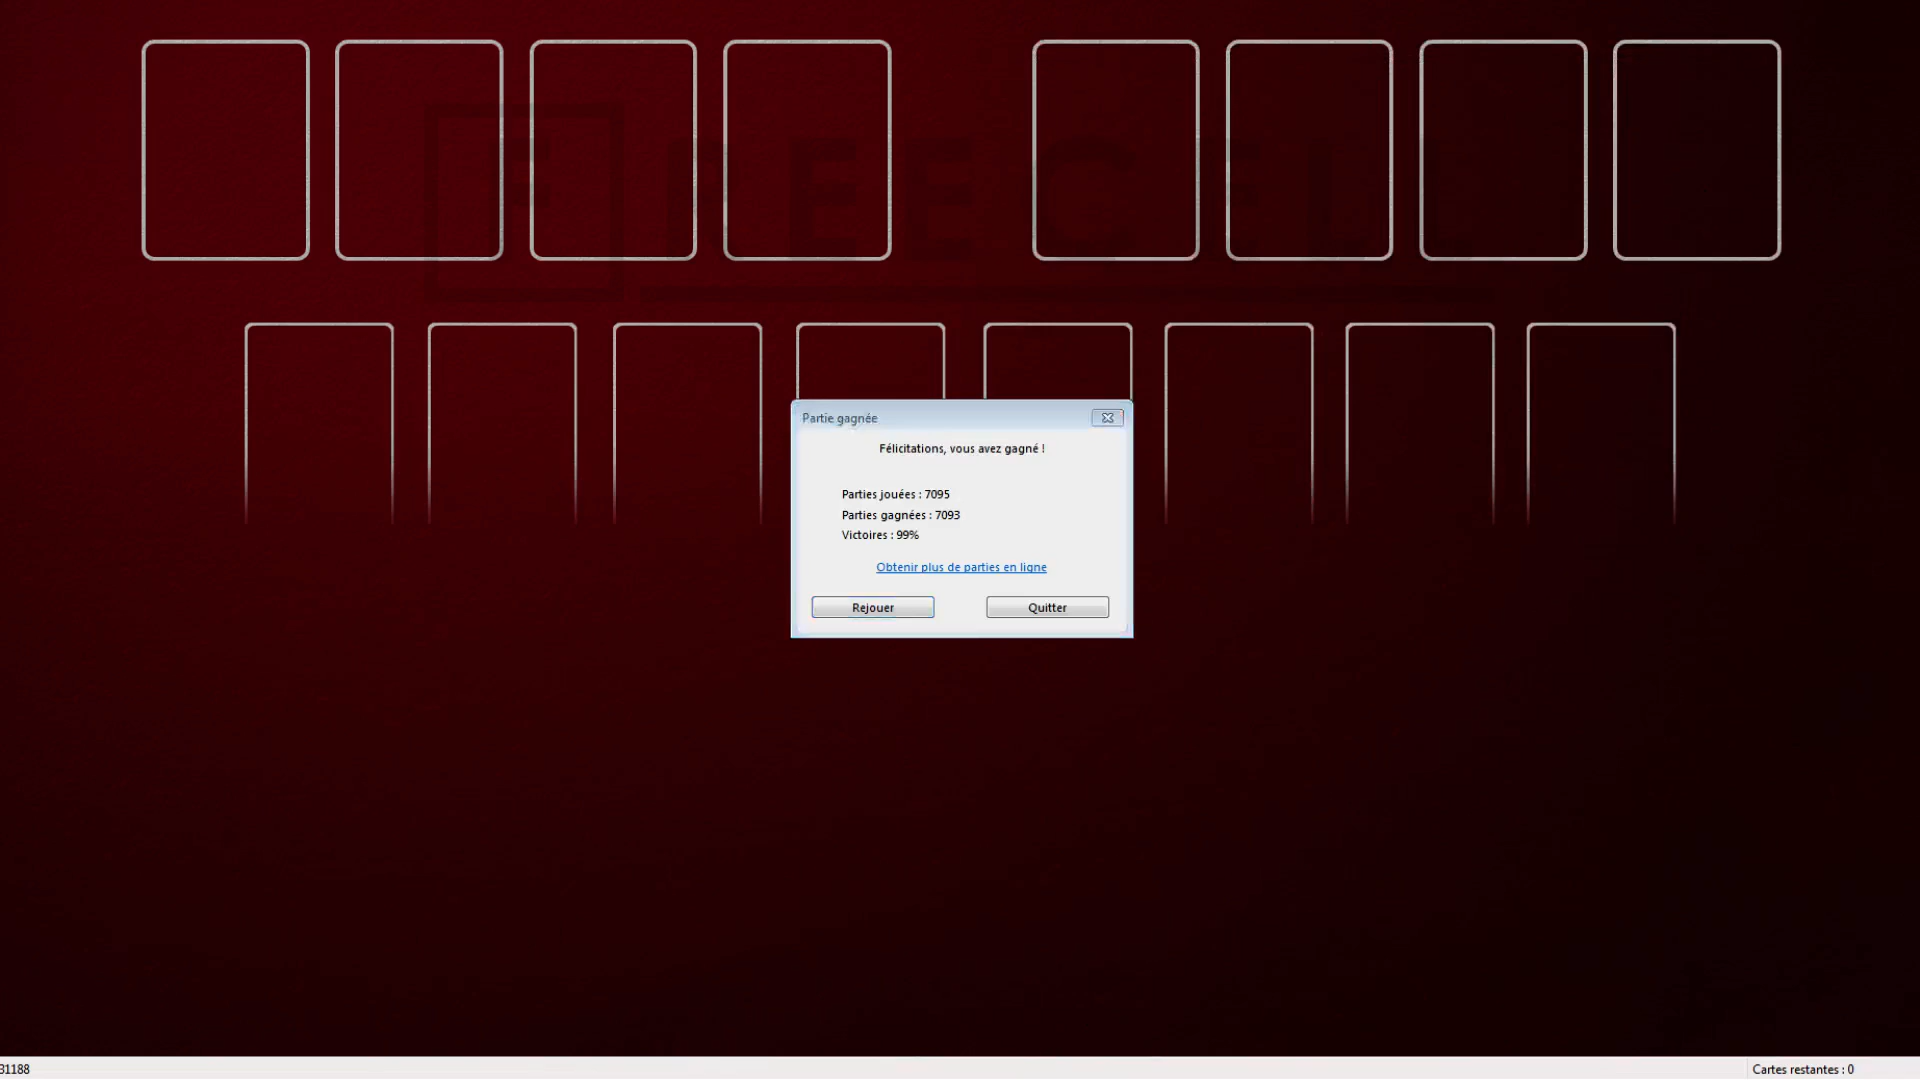 FREECELL
Partie gagnée
Félicitations, vous avez gagné !
Parties jouées : 7095
Parties gagnées : 7093
Victoires : 99%
Obtenir plus de parties en ligne
Rejouer
Quitter
31188
Cartes restantes : 0